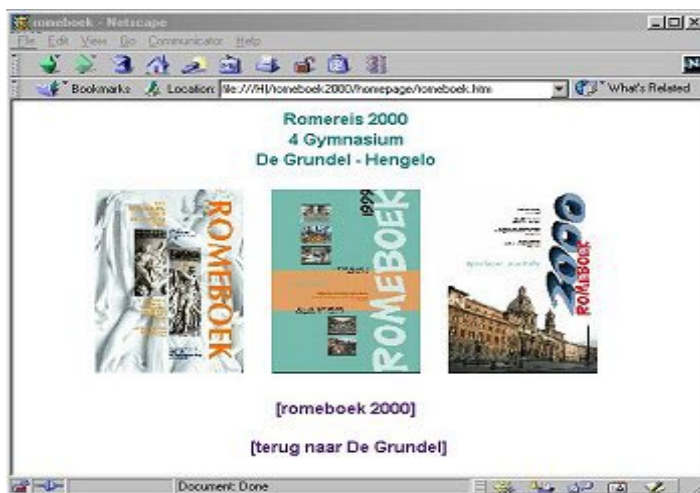 romeboek - Netscape
File Edit View Go Communicator Help
Bookmarks Location: file:///H|/romeboek2000/homepage/romeboek.htm What's Related
N
Romereis 2000
4 Gymnasium
De Grundel - Hengelo
ROMEBOEK
1999
ROMEBOEK
2000
ROMEBOEK
[romeboek 2000]
[terug naar De Grundel]
Document: Done